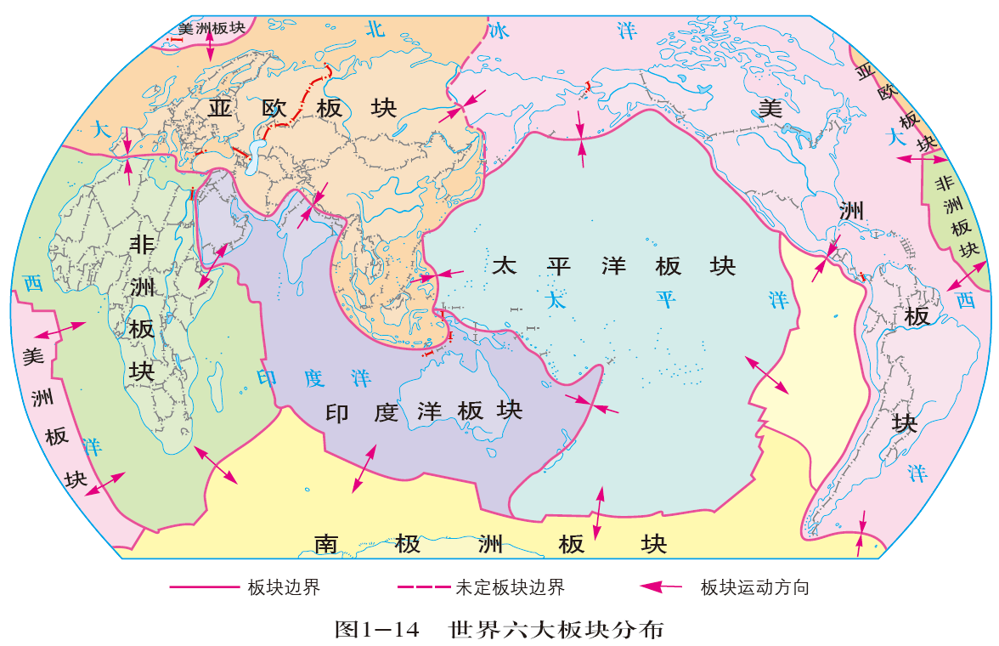 美洲板块
北冰洋
亚欧板块
亚欧板块
美洲板块
大西洋
大西洋
非洲板块
非洲板块
太平洋板块
太平洋
美洲板块
印度洋
印度洋板块
南极洲板块
板块边界
未定板块边界
板块运动方向
图1-14 世界六大板块分布